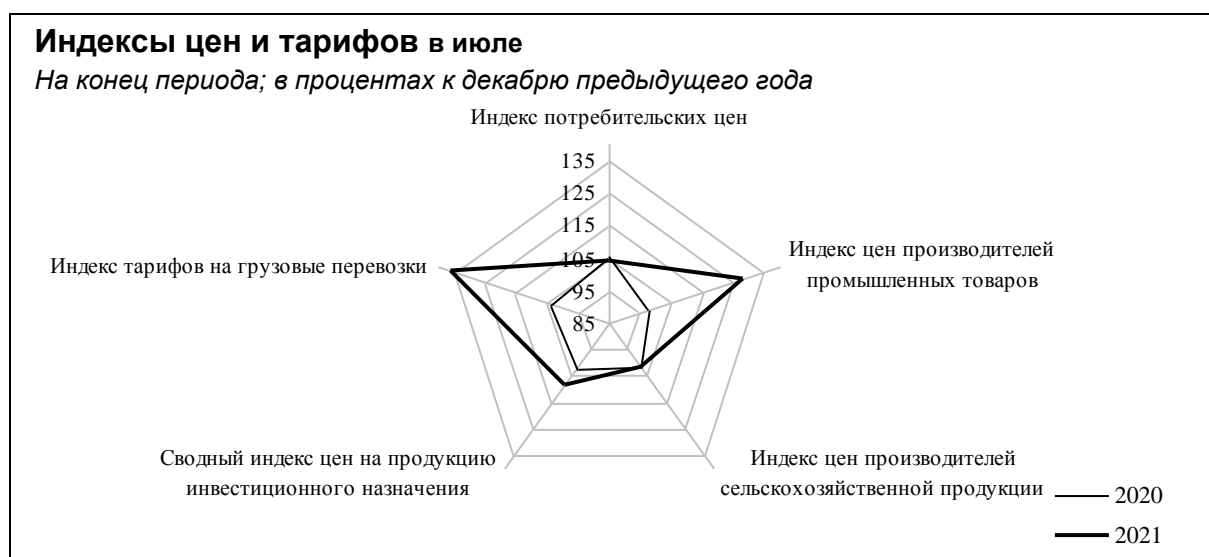 Индексы цен и тарифов в июле
На конец периода; в процентах к декабрю предыдущего года
Индекс потребительских цен
135
125
115
105
95
85
Индекс цен производителей
промышленных товаров
Индекс тарифов на грузовые перевозки
Сводный индекс цен на продукцию
инвестиционного назначения
Индекс цен производителей
сельскохозяйственной продукции
2020
2021